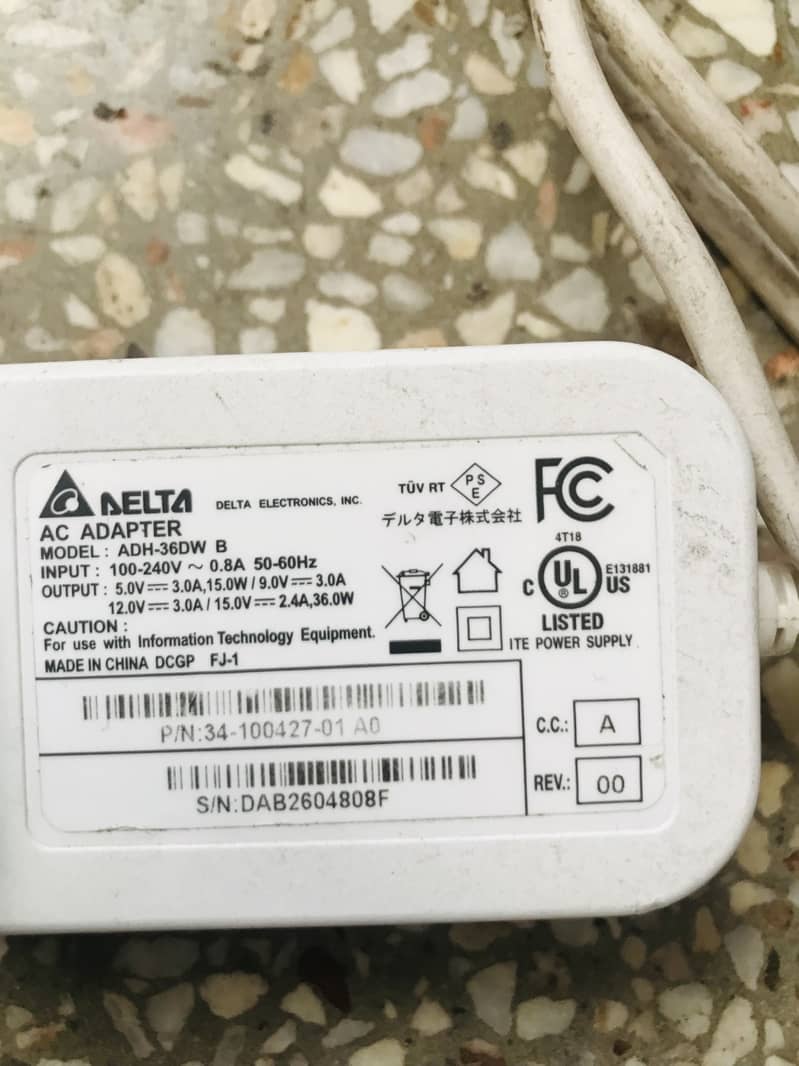 DELTA DELTA ELECTRONICS, INC.
AC ADAPTER
MODEL : ADH-36DW B
INPUT : 100-240V ~ 0.8A 50-60Hz
OUTPUT : 5.0V⎓3.0A,15.0W / 9.0V⎓3.0A
12.0V⎓3.0A / 15.0V⎓2.4A,36.0W
CAUTION :
For use with Information Technology Equipment.
MADE IN CHINA DCGP FJ-1
TÜV RT PS
E
デルタ電子株式会社
FCC
4T18
C UL ® US E131881
LISTED
ITE POWER SUPPLY
P/N:34-100427-01 A0
S/N:DAB2604808F
C.C.: A
REV.: 00